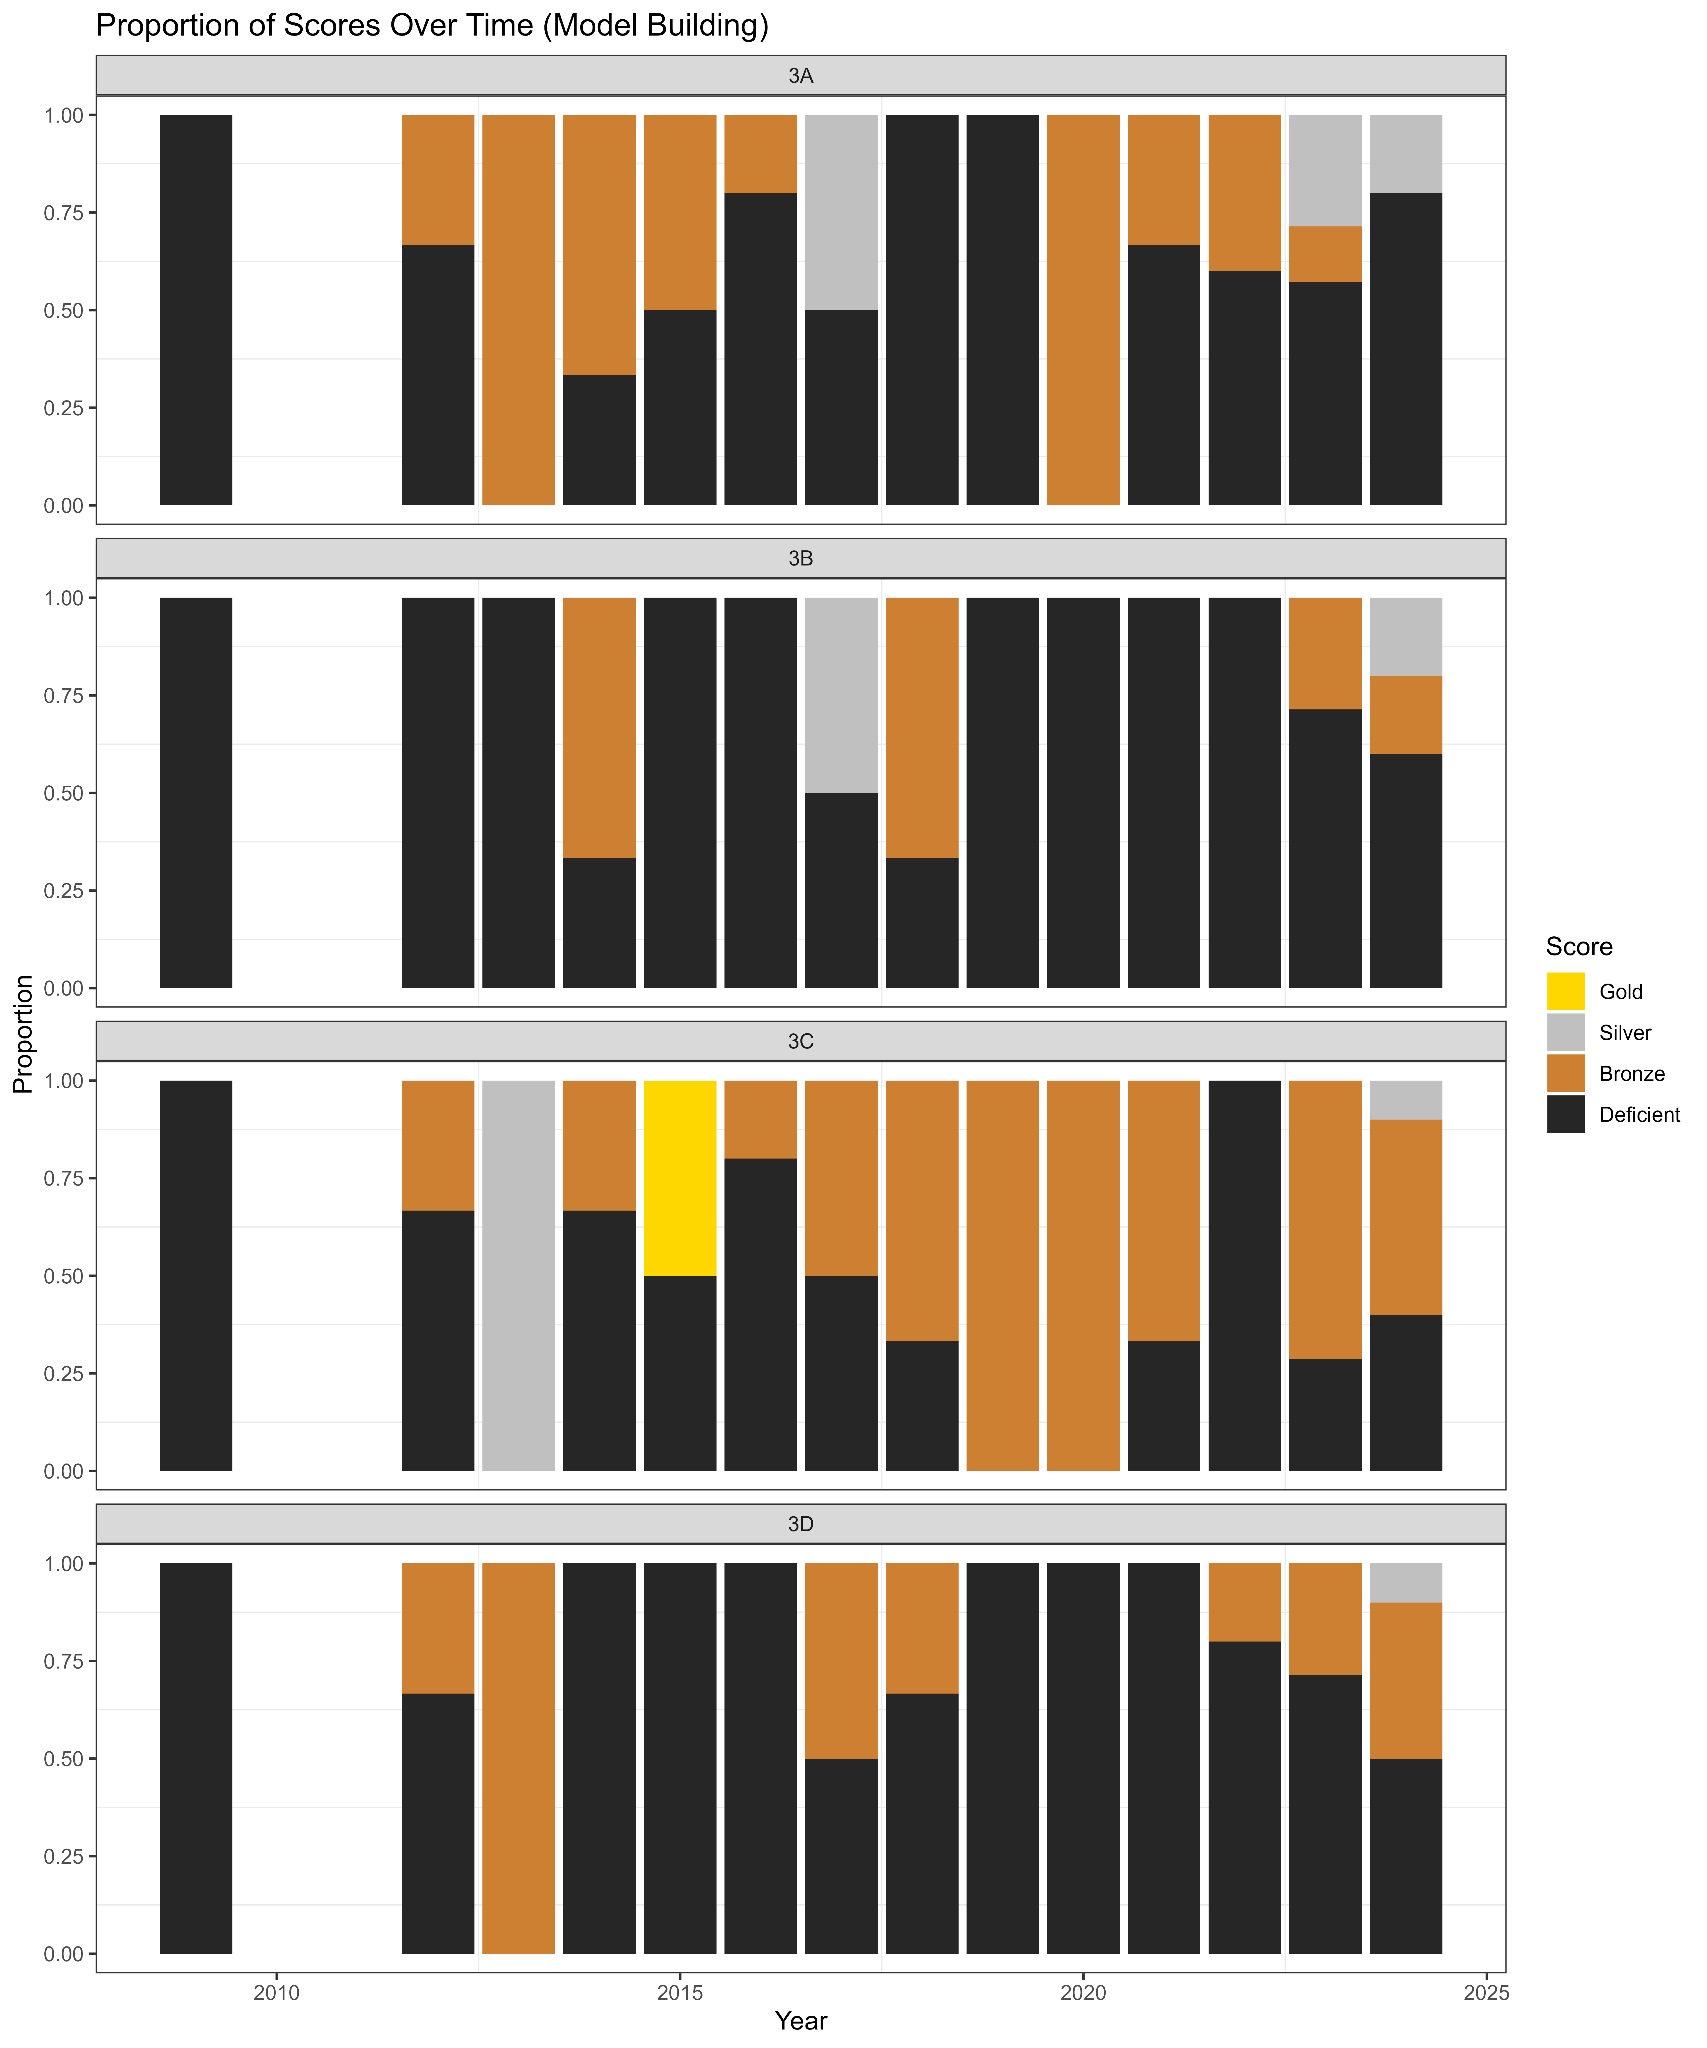 Proportion of Scores Over Time (Model Building)
3A
1.00
0.75
0.50
0.25
0.00
3B
1.00
0.75
0.50
0.25
0.00
3C
1.00
0.75
0.50
0.25
0.00
3D
1.00
0.75
0.50
0.25
0.00
2010 2015 2020 2025
Year
Proportion
Score
Gold
Silver
Bronze
Deficient